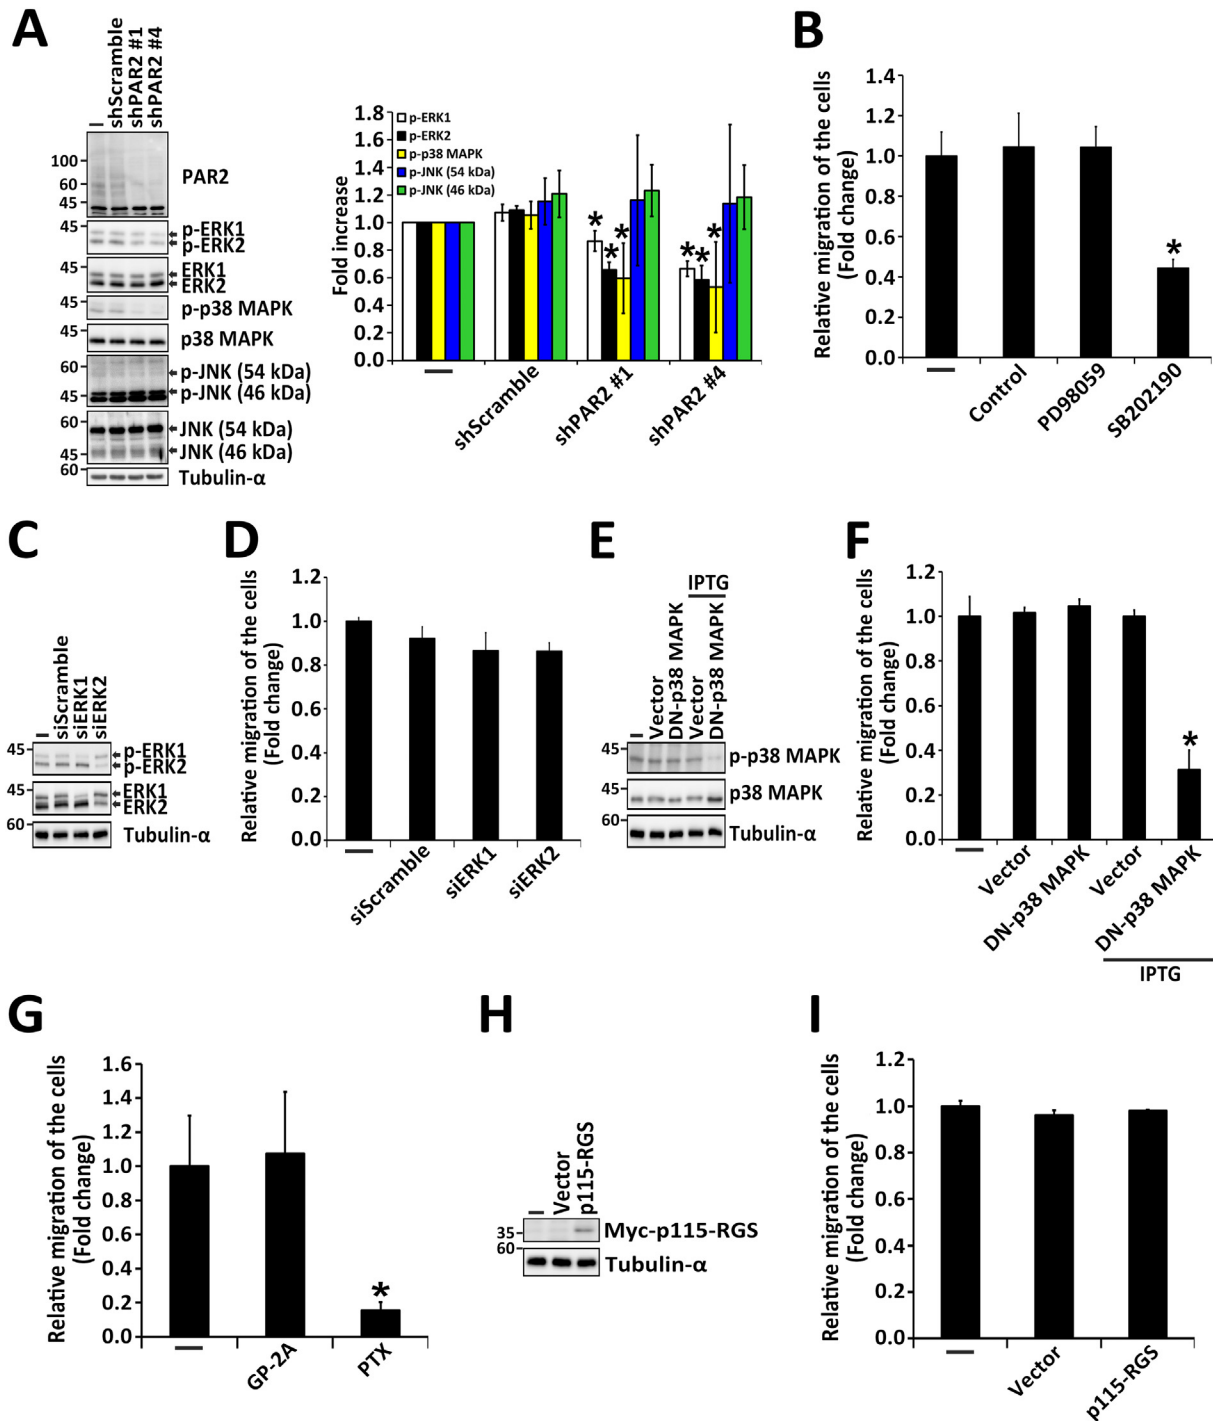 A
shScramble
shPAR2 #1
shPAR2 #4
100
60
45
PAR2
45
p-ERK1
p-ERK2
45
ERK1
ERK2
45
p-p38 MAPK
45
p38 MAPK
60
45
p-JNK (54 kDa)
p-JNK (46 kDa)
60
45
JNK (54 kDa)
JNK (46 kDa)
60
Tubulin-α
Fold increase
1.8
1.6
1.4
1.2
1.0
0.8
0.6
0.4
0.2
0.0
p-ERK1
p-ERK2
p-p38 MAPK
p-JNK (54 kDa)
p-JNK (46 kDa)
* * *
* * *
shScramble
shPAR2 #1
shPAR2 #4
B
Relative migration of the cells
(Fold change)
1.4
1.2
1.0
0.8
0.6
0.4
0.2
0.0
*
Control
PD98059
SB202190
C
siScramble
siERK1
siERK2
45
p-ERK1
p-ERK2
45
ERK1
ERK2
60
Tubulin-α
D
Relative migration of the cells
(Fold change)
1.2
1.0
0.8
0.6
0.4
0.2
0.0
siScramble
siERK1
siERK2
E
IPTG
Vector
DN-p38 MAPK
Vector
DN-p38 MAPK
45
p-p38 MAPK
45
p38 MAPK
60
Tubulin-α
F
Relative migration of the cells
(Fold change)
1.2
1.0
0.8
0.6
0.4
0.2
0.0
*
Vector
DN-p38 MAPK
Vector
DN-p38 MAPK
IPTG
G
Relative migration of the cells
(Fold change)
1.6
1.4
1.2
1.0
0.8
0.6
0.4
0.2
0.0
*
GP-2A
PTX
H
Vector
p115-RGS
35
Myc-p115-RGS
60
Tubulin-α
I
Relative migration of the cells
(Fold change)
1.2
1.0
0.8
0.6
0.4
0.2
0.0
Vector
p115-RGS